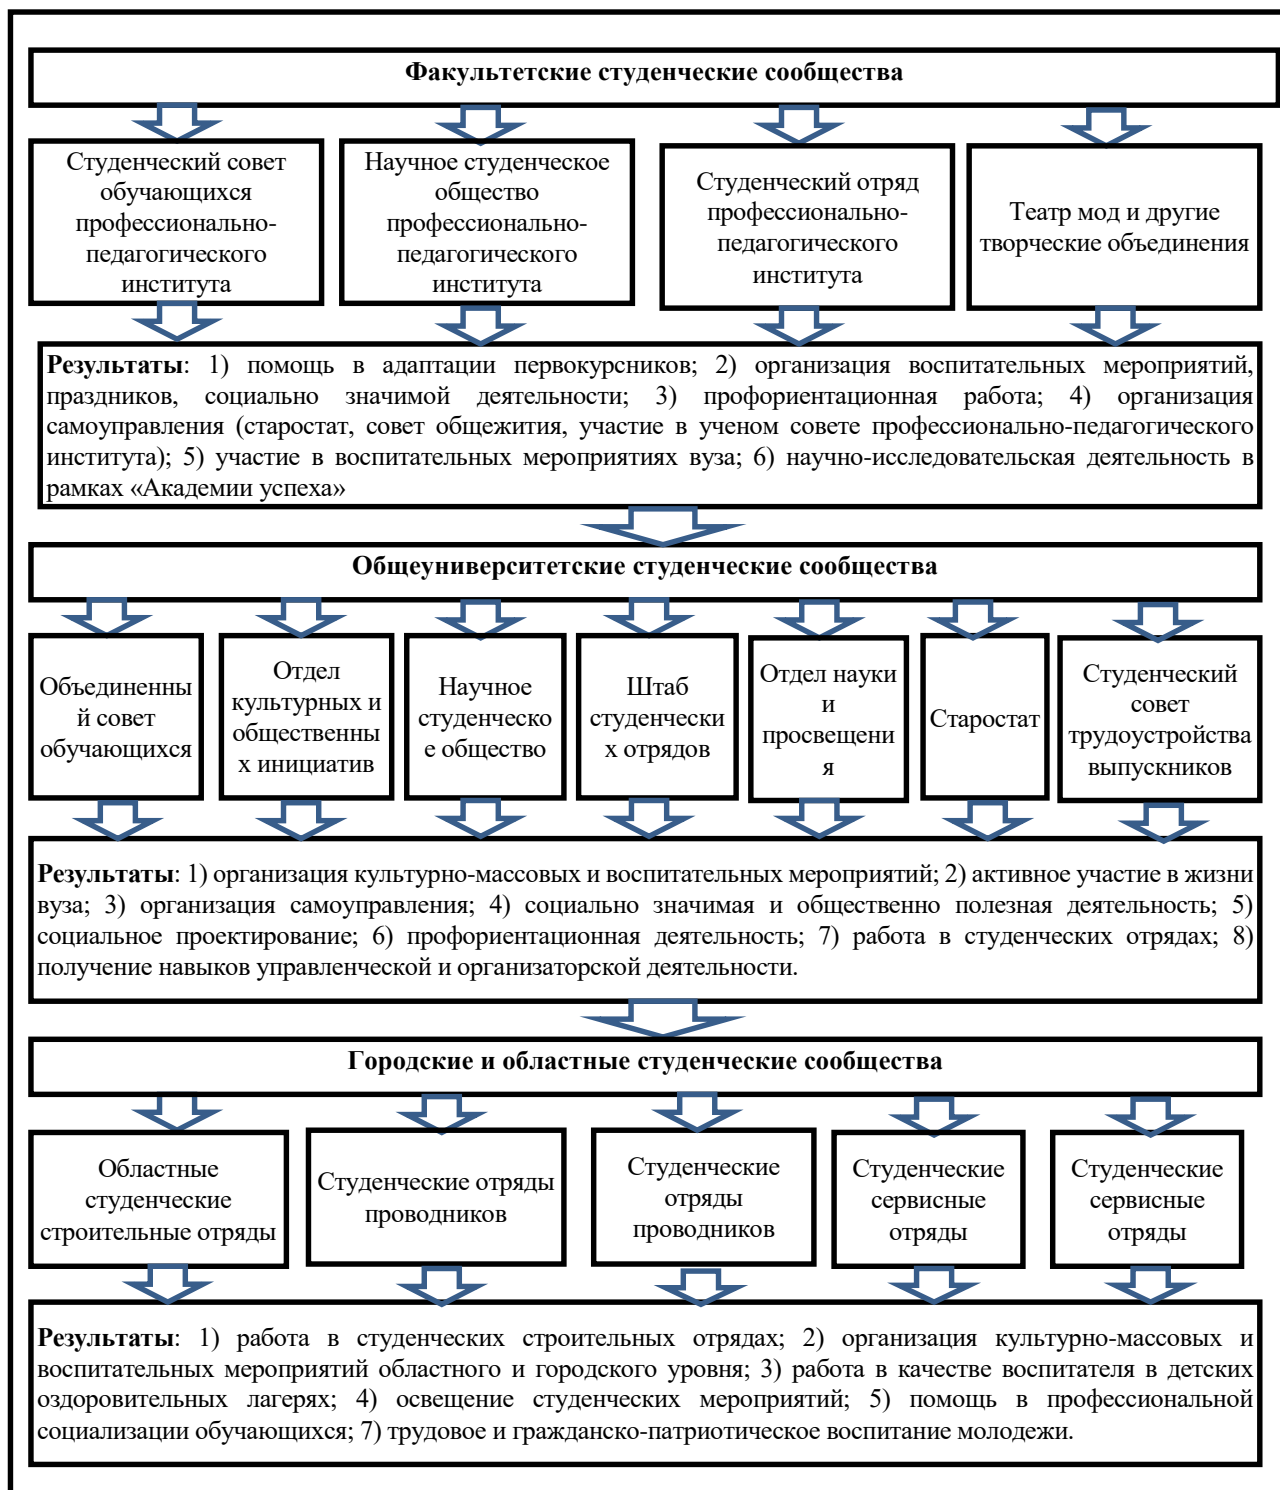 Факультетские студенческие сообщества
Студенческий совет
обучающихся
профессионально-
педагогического
института
Научное студенческое
общество
профессионально-
педагогического
института
Студенческий отряд
профессионально-
педагогического
института
Театр мод и другие
творческие объединения
Результаты: 1) помощь в адаптации первокурсников; 2) организация воспитательных мероприятий,
праздников, социально значимой деятельности; 3) профориентационная работа; 4) организация
самоуправления (старостат, совет общежития, участие в ученом совете профессионально-педагогического
института); 5) участие в воспитательных мероприятиях вуза; 6) научно-исследовательская деятельность в
рамках «Академии успеха»
Общеуниверситетские студенческие сообщества
Объединенны
й совет
обучающихся
Отдел
культурных и
общественны
х инициатив
Научное
студенческо
е общество
Штаб
студенчески
х отрядов
Отдел науки
и
просвещени
я
Старостат
Студенческий
совет
трудоустройства
выпускников
Результаты: 1) организация культурно-массовых и воспитательных мероприятий; 2) активное участие в жизни
вуза; 3) организация самоуправления; 4) социально значимая и общественно полезная деятельность; 5)
социальное проектирование; 6) профориентационная деятельность; 7) работа в студенческих отрядах; 8)
получение навыков управленческой и организаторской деятельности.
Городские и областные студенческие сообщества
Областные
студенческие
строительные отряды
Студенческие отряды
проводников
Студенческие
отряды
проводников
Студенческие
сервисные
отряды
Студенческие
сервисные
отряды
Результаты: 1) работа в студенческих строительных отрядах; 2) организация культурно-массовых и
воспитательных мероприятий областного и городского уровня; 3) работа в качестве воспитателя в детских
оздоровительных лагерях; 4) освещение студенческих мероприятий; 5) помощь в профессиональной
социализации обучающихся; 7) трудовое и гражданско-патриотическое воспитание молодежи.